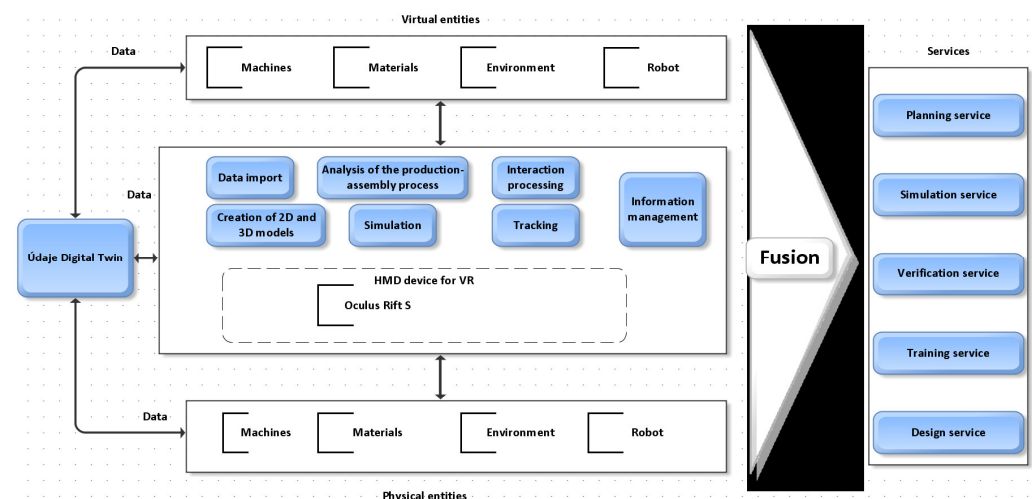 Virtual entities
Data
Machines
Materials
Environment
Robot
Data
Data import
Analysis of the production-
assembly process
Interaction
processing
Information
management
Creation of 2D and
3D models
Simulation
Tracking
Údaje Digital Twin
HMD device for VR
Oculus Rift S
Data
Machines
Materials
Environment
Robot
Physical entities
Fusion
Services
Planning service
Simulation service
Verification service
Training service
Design service